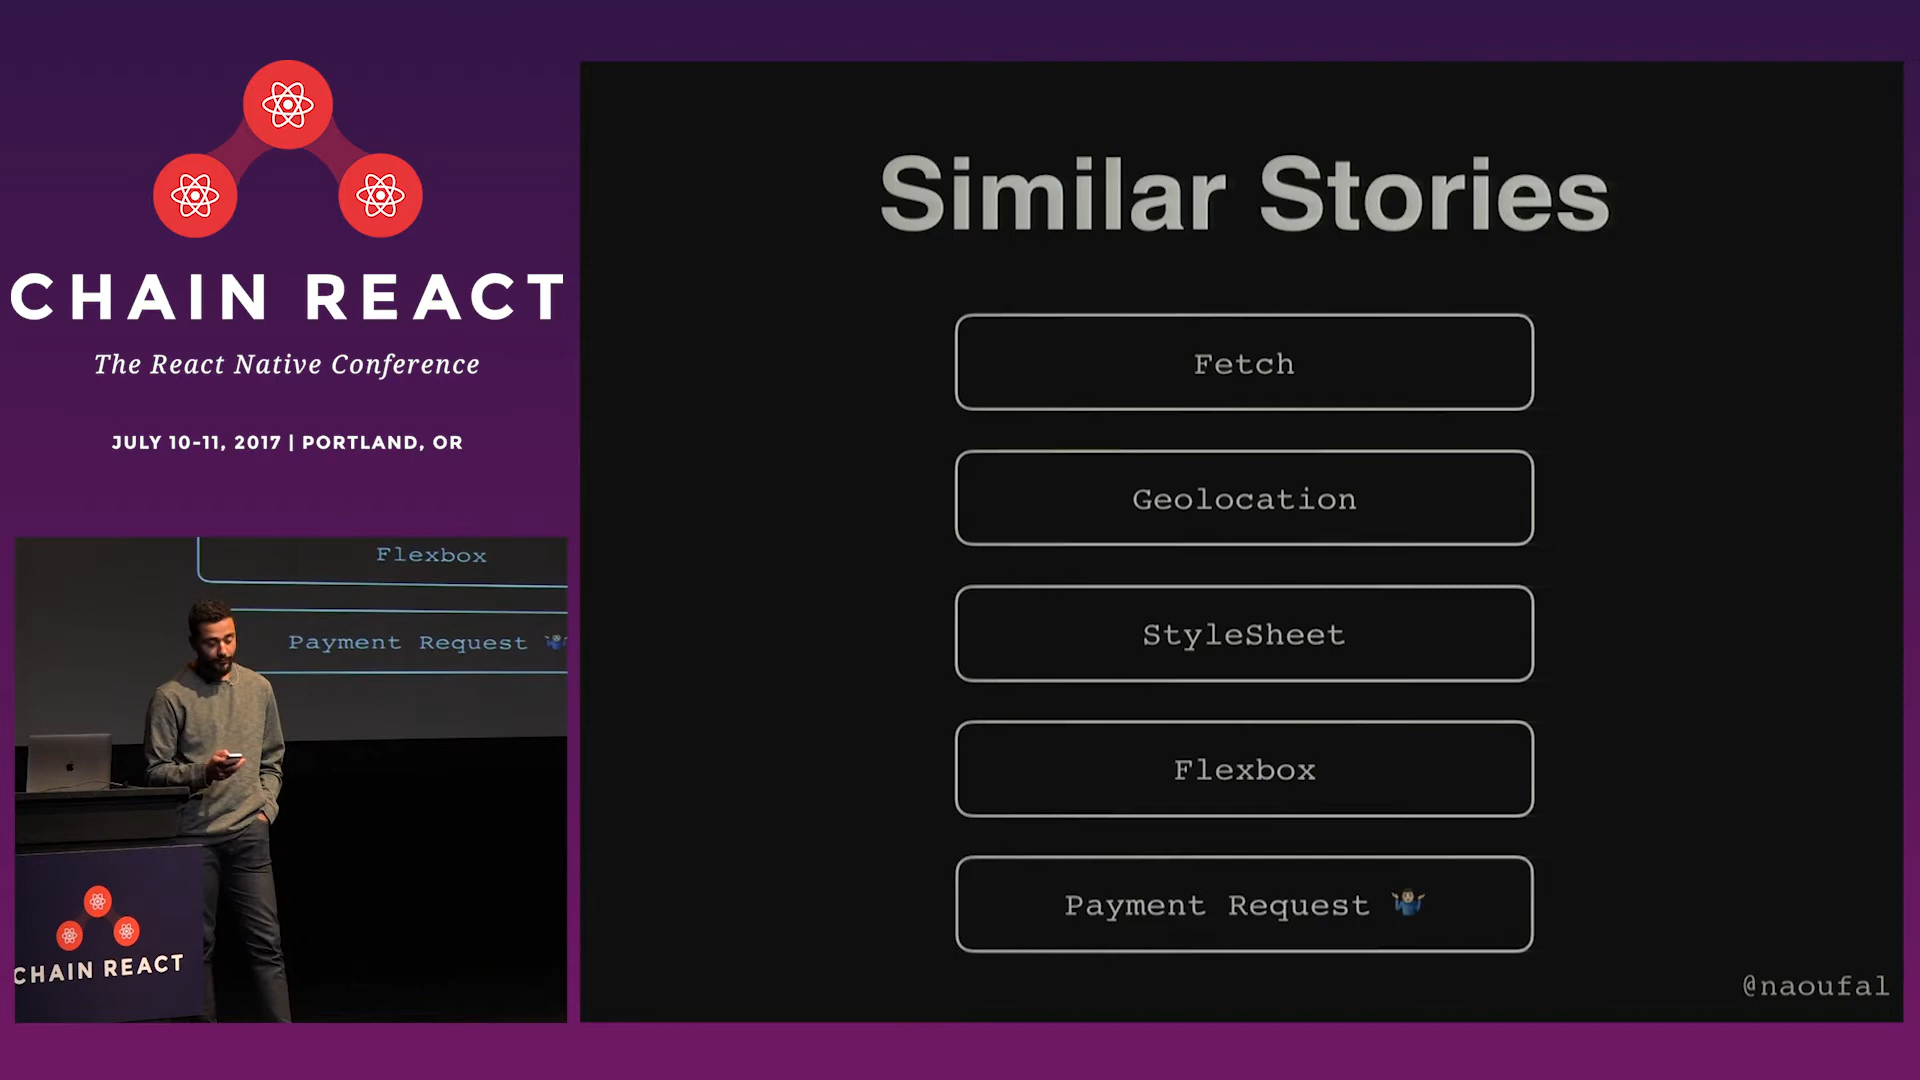 CHAIN REACT
The React Native Conference
JULY 10-11, 2017 | PORTLAND, OR
Similar Stories
Fetch
Geolocation
StyleSheet
Flexbox
Payment Request 🤷🏽‍♂️
@naoufal
Flexbox
Payment Request 🤷🏽‍♂️
CHAIN REACT